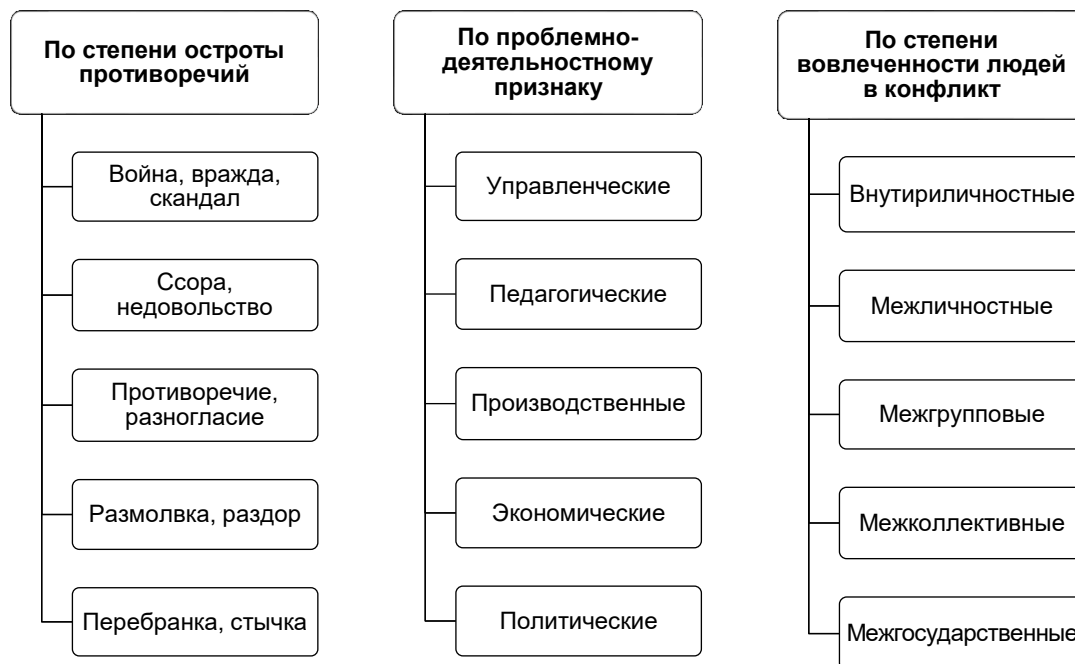 По степени остроты
противоречий
Война, вражда,
скандал
Ссора,
недовольство
Противоречие,
разногласие
Размолвка, раздор
Перебранка, стычка
По проблемно-
деятельностному
признаку
Управленческие
Педагогические
Производственные
Экономические
Политические
По степени
вовлеченности людей
в конфликт
Внутириличностные
Межличностные
Межгрупповые
Межколлективные
Межгосударственные